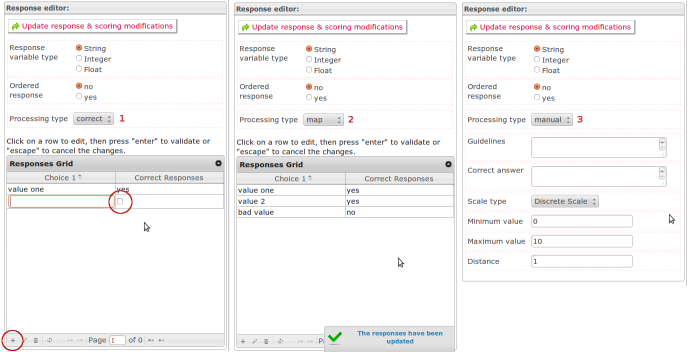 Response editor:
Update response & scoring modifications
Response
variable type
String
Integer
Float
Ordered
response
no
yes
Processing type
correct
1
Click on a row to edit, then press "enter" to validate or
"escape" to cancel the changes.
Responses Grid
Choice 1 Correct Responses
value one yes
Page 1 of 0
Response editor:
Update response & scoring modifications
Response
variable type
String
Integer
Float
Ordered
response
no
yes
Processing type
map
2
Click on a row to edit, then press "enter" to validate or
"escape" to cancel the changes.
Responses Grid
Choice 1 Correct Responses
value one yes
value 2 yes
bad value no
The responses have been
updated
Response editor:
Update response & scoring modifications
Response
variable type
String
Integer
Float
Ordered
response
no
yes
Processing type
manual
3
Guidelines
Correct answer
Scale type Discrete Scale
Minimum value 0
Maximum value 10
Distance 1